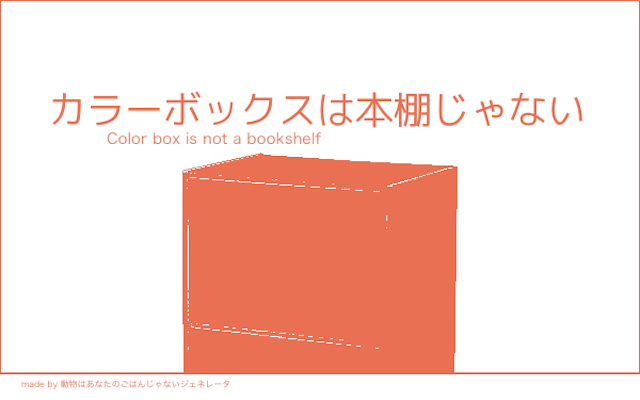 カラーボックスは本棚じゃない
Color box is not a bookshelf
made by 動物はあなたのごはんじゃないジェネレータ